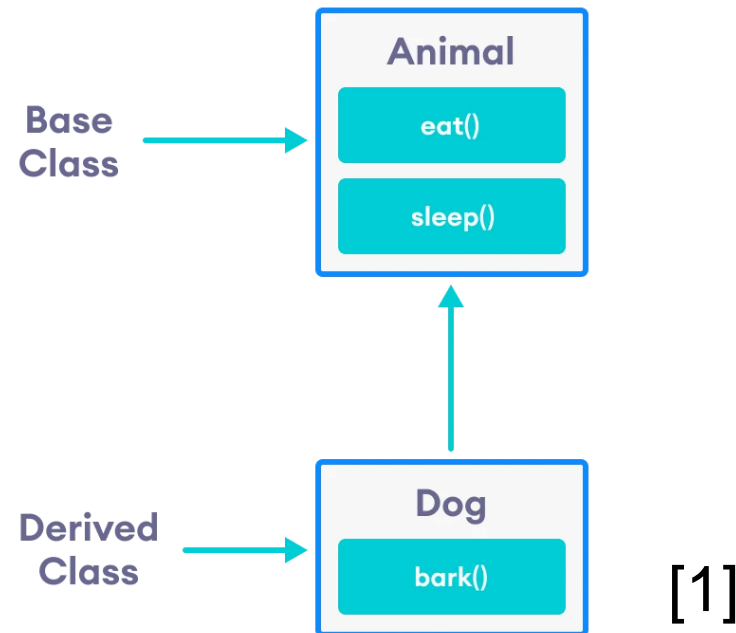 Animal
eat()
sleep()
Base
Class
Dog
bark()
Derived
Class
[1]